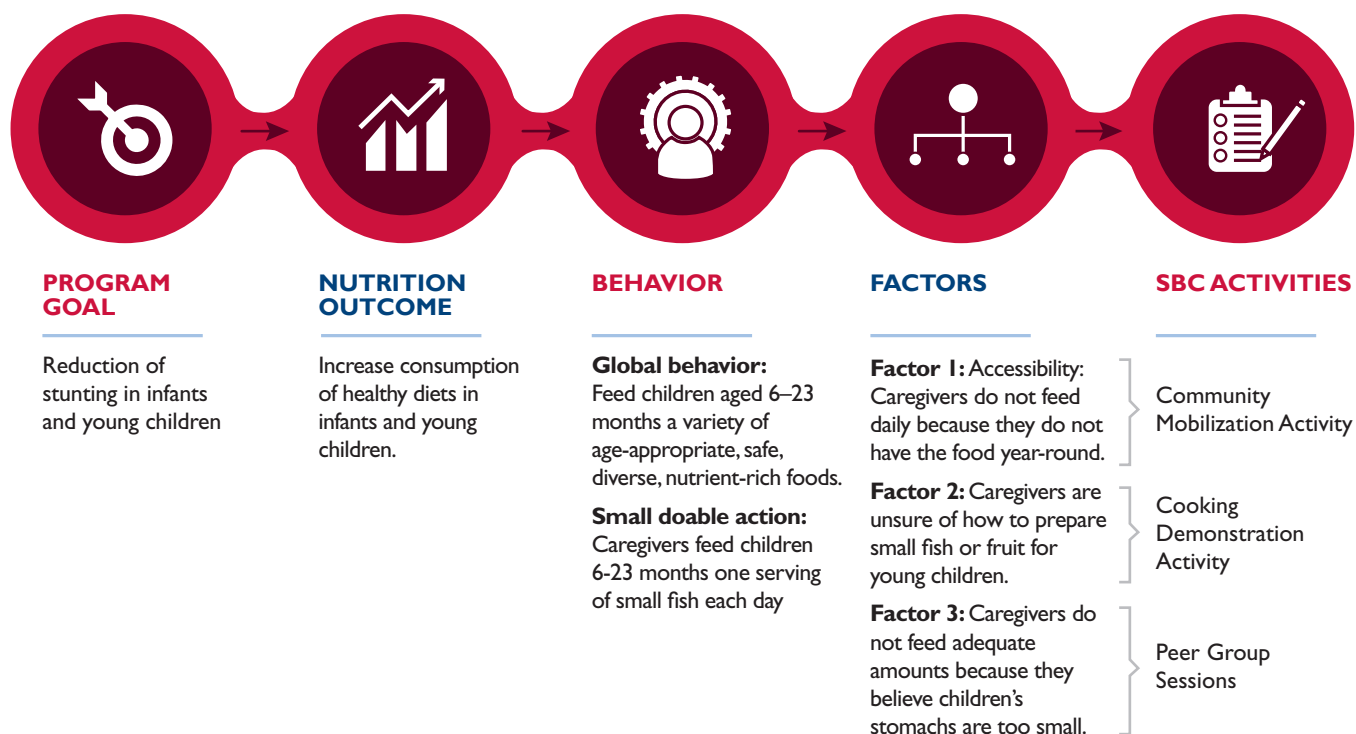 PROGRAM
GOAL
Reduction of
stunting in infants
and young children
NUTRITION
OUTCOME
Increase consumption
of healthy diets in
infants and young
children.
BEHAVIOR
Global behavior:
Feed children aged 6–23
months a variety of
age-appropriate, safe,
diverse, nutrient-rich foods.
Small doable action:
Caregivers feed children
6-23 months one serving
of small fish each day
FACTORS
Factor 1: Accessibility:
Caregivers do not feed
daily because they do not
have the food year-round.
Factor 2: Caregivers are
unsure of how to prepare
small fish or fruit for
young children.
Factor 3: Caregivers do
not feed adequate
amounts because they
believe children’s
stomachs are too small.
SBC ACTIVITIES
Community
Mobilization Activity
Cooking
Demonstration
Activity
Peer Group
Sessions